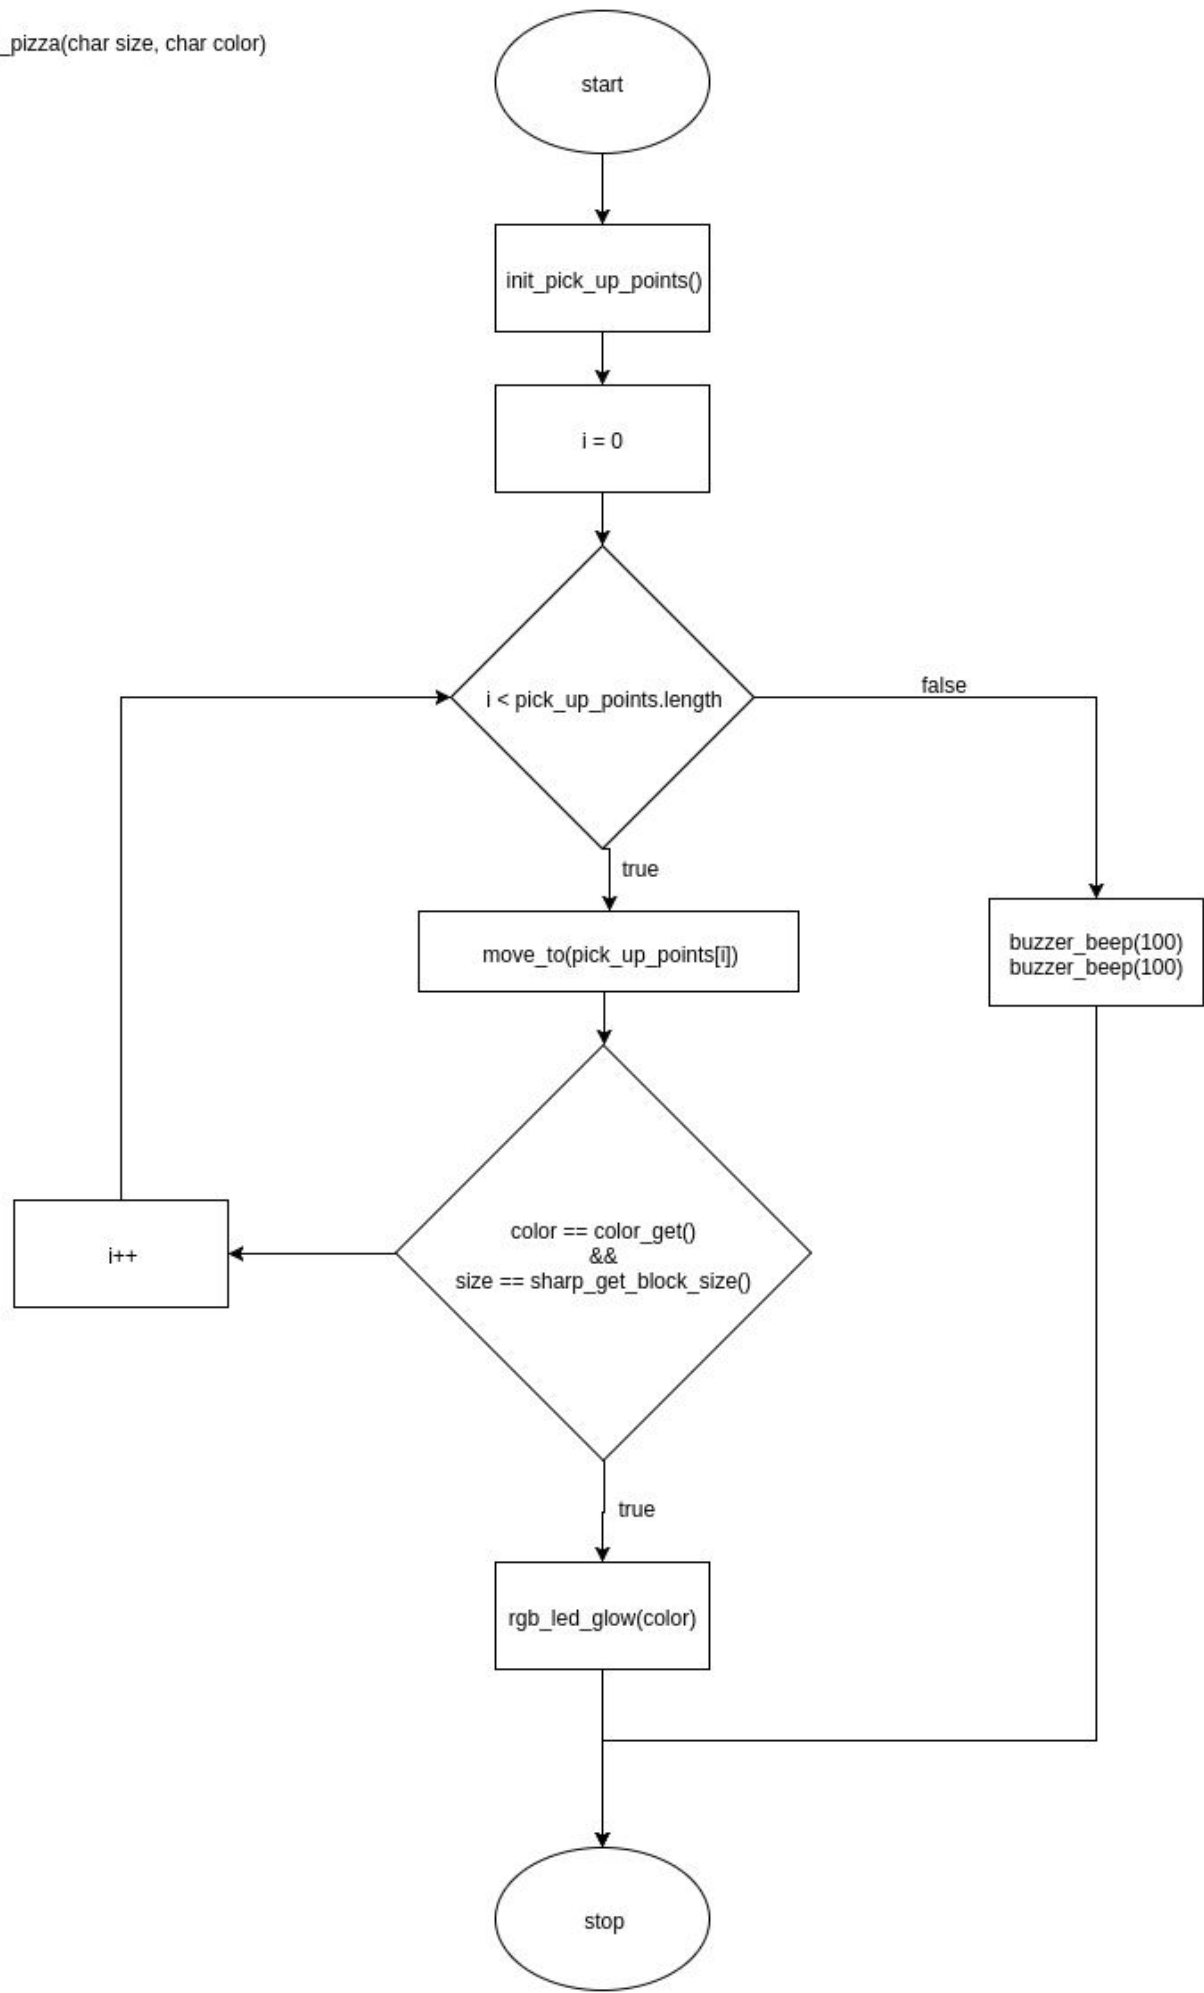 _pizza(char size, char color)
start
init_pick_up_points()
i = 0
i < pick_up_points.length
false
true
move_to(pick_up_points[i])
buzzer_beep(100)
buzzer_beep(100)
color == color_get()
&&
size == sharp_get_block_size()
i++
true
rgb_led_glow(color)
stop